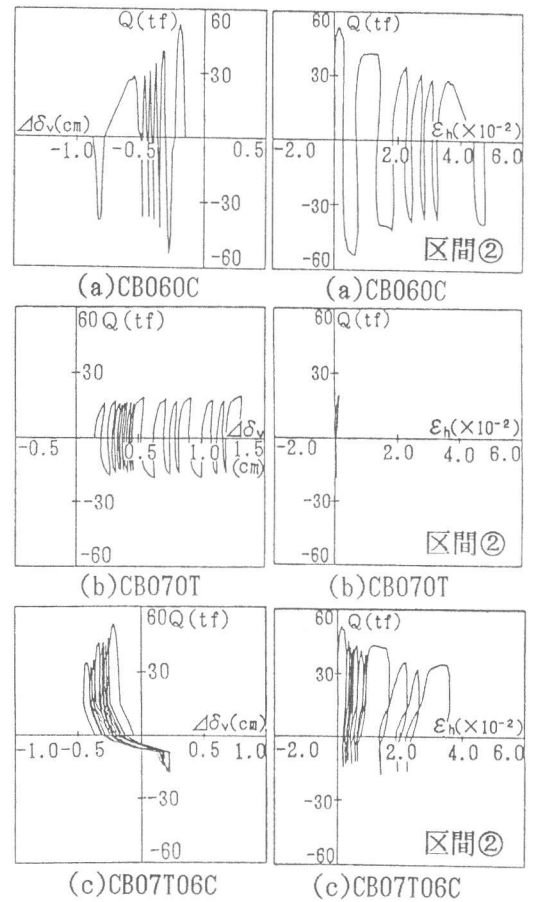 Q(tf) 60
30
⊿δv(cm)
-1.0 -0.5 0.5
-30
-60
(a)CB060C
60 Q(tf)
30
εh(×10-2)
-2.0 2.0 4.0 6.0
-30
-60
区間②
(a)CB060C
60 Q(tf)
30
⊿δv
-0.5 0.5 1.0 1.5
(cm)
-30
-60
(b)CB070T
60 Q(tf)
30
εh(×10-2)
-2.0 2.0 4.0 6.0
-30
-60
区間②
(b)CB070T
60 Q(tf)
30
⊿δv(cm)
-1.0 -0.5 0.5 1.0
-30
-60
(c)CB07T06C
60 Q(tf)
30
εh(×10-2)
-2.0 2.0 4.0 6.0
-30
-60
区間②
(c)CB07T06C